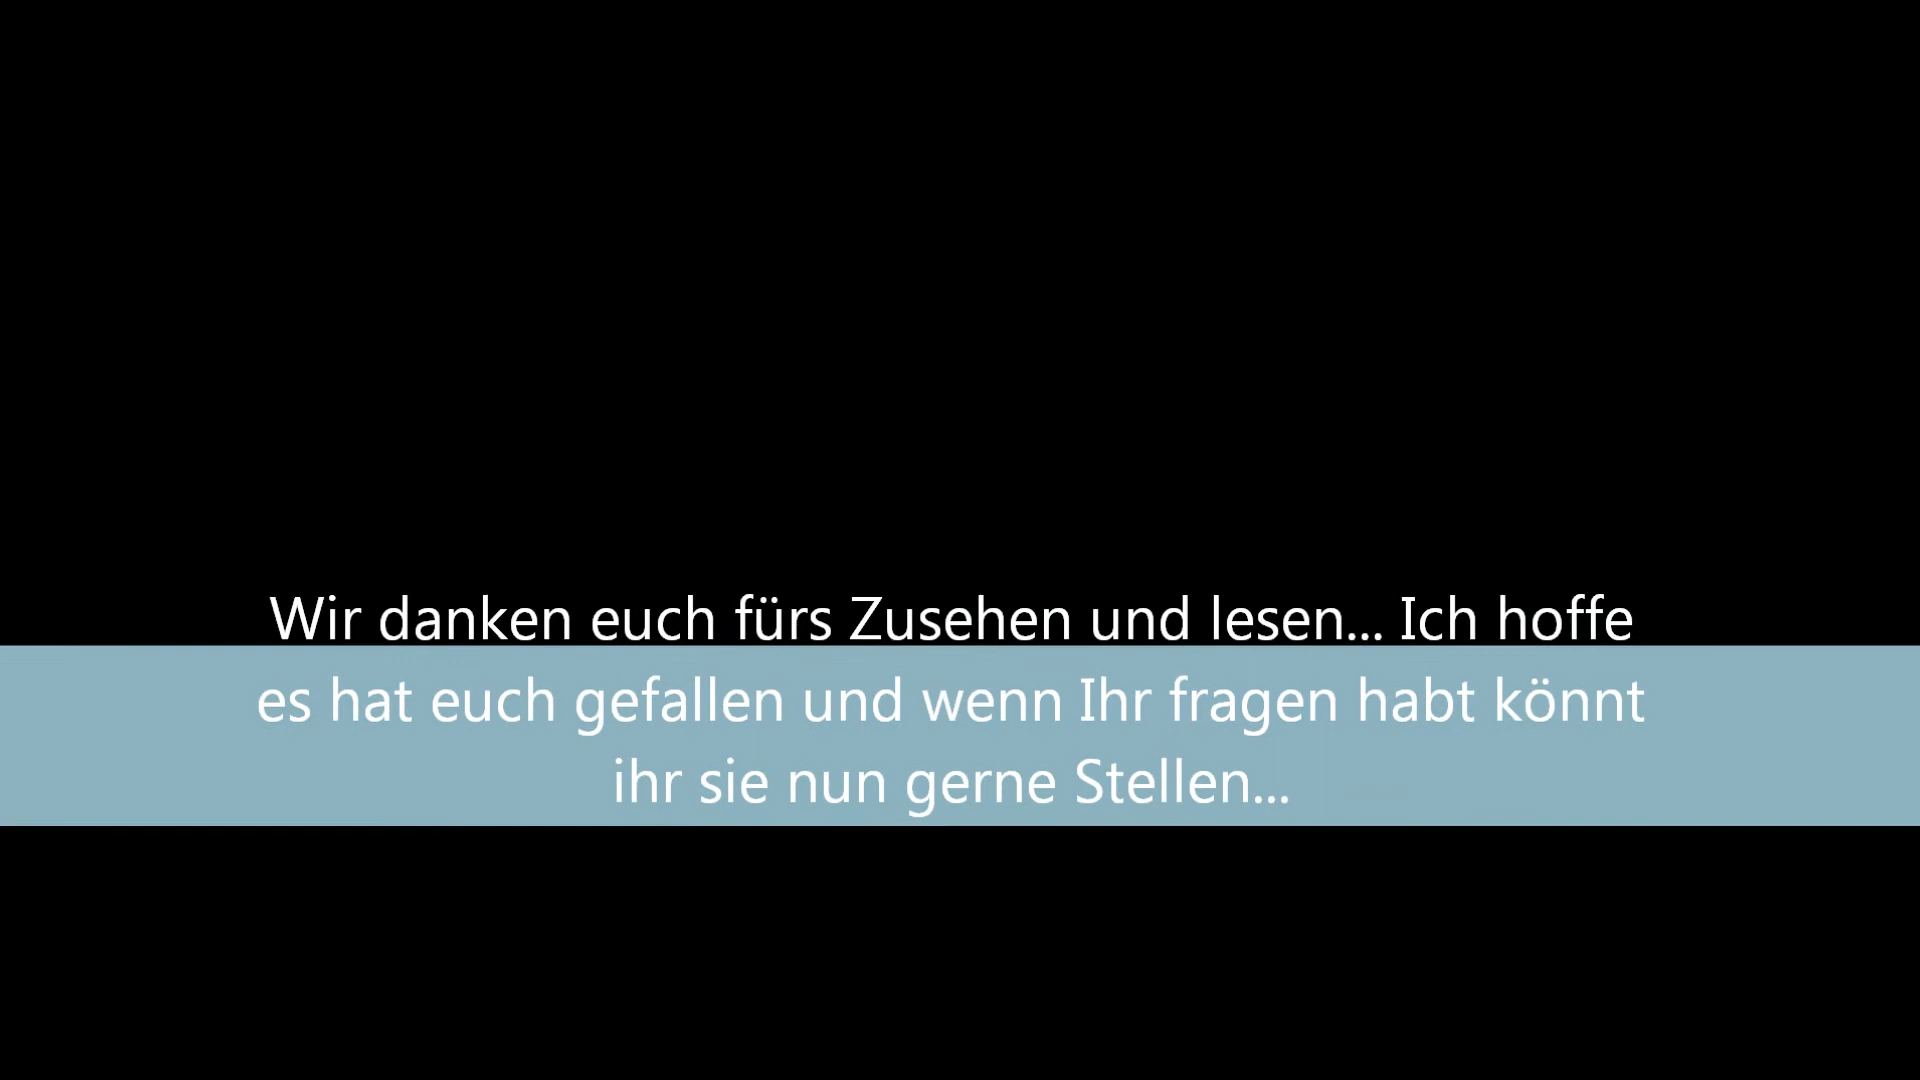 Wir danken euch fürs Zusehen und lesen... Ich hoffe
es hat euch gefallen und wenn Ihr fragen habt könnt
ihr sie nun gerne Stellen...